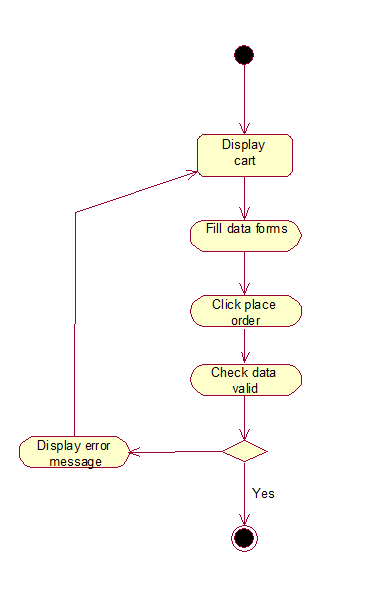 Display
cart
Fill data forms
Click place
order
Check data
valid
Display error
message
Yes